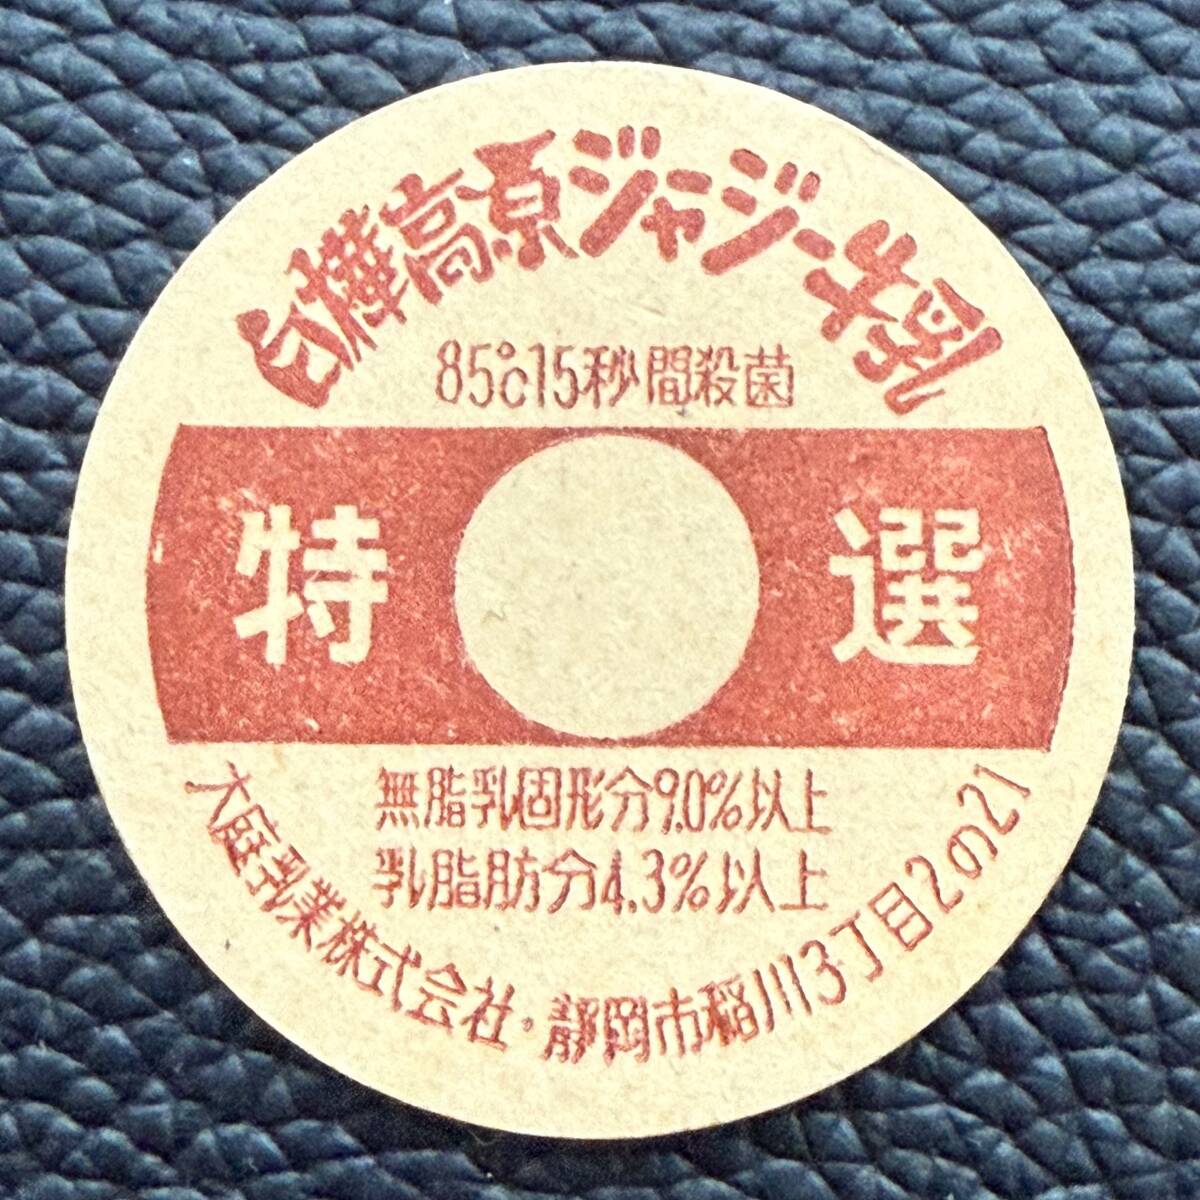 白樺高原ジャージー牛乳
85℃15秒間殺菌
特選
無脂乳固形分9.0%以上
乳脂肪分4.3%以上
大庭乳業株式会社・静岡市稲川3丁目2の21